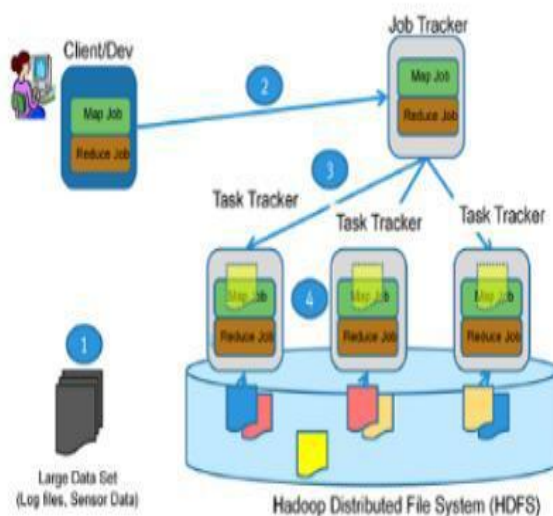 Job Tracker
Client/Dev
Map Job
Reduce Job
2
Map Job
Reduce Job
3
Task Tracker
Task Tracker
Task Tracker
Map Job
Reduce Job
4
Map Job
Reduce Job
Map Job
Reduce Job
1
Large Data Set
(Log files, Sensor Data)
Hadoop Distributed File System (HDFS)